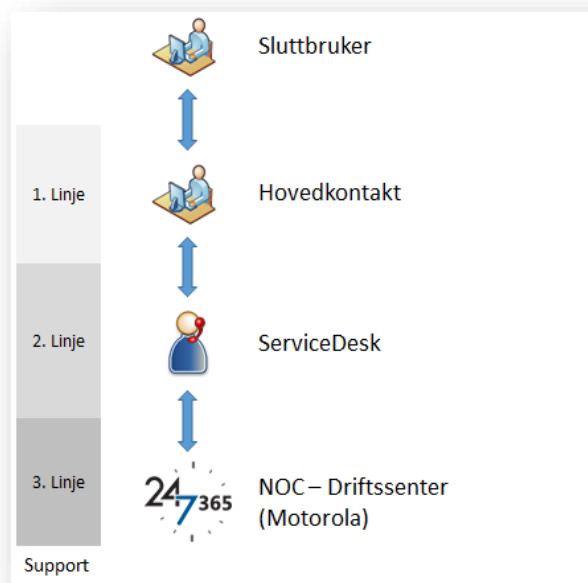 Sluttbruker
1. Linje
Hovedkontakt
2. Linje
ServiceDesk
3. Linje
24 7 365
NOC – Driftssenter
(Motorola)
Support